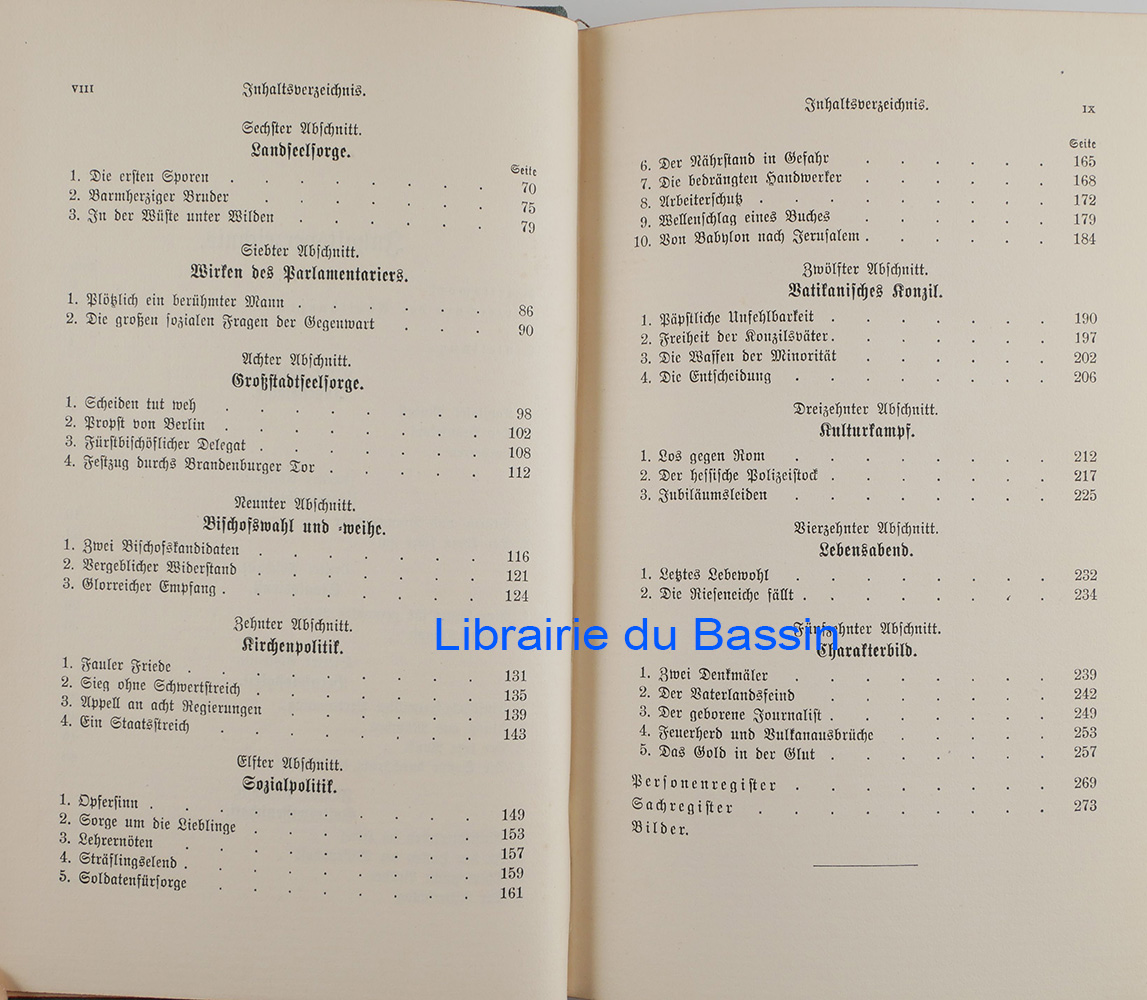 VIII
Inhaltsverzeichnis.
Sechster Abschnitt.
Landseelsorge.
Seite
1. Die ersten Sporen . . . . . . . 70
2. Barmherziger Bruder . . . . . . 75
3. In der Wüste unter Wilden . . . . . 79
Siebter Abschnitt.
Wirken des Parlamentariers.
1. Plötzlich ein berühmter Mann . . . . . 86
2. Die großen sozialen Fragen der Gegenwart . . . 90
Achter Abschnitt.
Großstadtseelsorge.
1. Scheiden tut weh . . . . . . . 98
2. Propst von Berlin . . . . . . . 102
3. Fürstbischöflicher Delegat . . . . . . 108
4. Festzug durchs Brandenburger Tor . . . . . 112
Neunter Abschnitt.
Bischofswahl und =weihe.
1. Zwei Bischofskandidaten . . . . . . 116
2. Vergeblicher Widerstand . . . . . . 121
3. Glorreicher Empfang . . . . . . . 124
Zehnter Abschnitt.
Kirchenpolitik.
1. Fauler Friede . . . . . . . . 131
2. Sieg ohne Schwertstreich . . . . . . 135
3. Appell an acht Regierungen . . . . . . 139
4. Ein Staatsstreich . . . . . . . 143
Elfter Abschnitt.
Sozialpolitik.
1. Opfersinn . . . . . . . . . 149
2. Sorge um die Lieblinge . . . . . . 153
3. Lehrernöten . . . . . . . . 157
4. Sträflingselend . . . . . . . . 159
5. Soldatenfürsorge . . . . . . . 161
Inhaltsverzeichnis.
IX
Seite
6. Der Nährstand in Gefahr . . . . . . 165
7. Die bedrängten Handwerker . . . . . . 168
8. Arbeiterschutz . . . . . . . . 172
9. Wellenschlag eines Buches . . . . . . 179
10. Von Babylon nach Jerusalem . . . . . . 184
Zwölfter Abschnitt.
Vatikanisches Konzil.
1. Päpstliche Unfehlbarkeit . . . . . . . 190
2. Freiheit der Konzilsväter . . . . . . . 197
3. Die Waffen der Minorität . . . . . . 202
4. Die Entscheidung . . . . . . . 206
Dreizehnter Abschnitt.
Kulturkampf.
1. Los gegen Rom . . . . . . . . 212
2. Der hessische Polizeistock . . . . . . . 217
3. Jubiläumsleiden . . . . . . . . 225
Vierzehnter Abschnitt.
Lebensabend.
1. Letztes Lebewohl . . . . . . . . 232
2. Die Rieseneiche fällt . . . . . . . . 234
Librairie du Bassin
Fünfzehnter Abschnitt.
Charakterbild.
1. Zwei Denkmäler . . . . . . . . 239
2. Der Vaterlandsfeind . . . . . . . 242
3. Der geborene Journalist . . . . . . . 249
4. Feuerherd und Vulkanausbrüche . . . . . 253
5. Das Gold in der Glut . . . . . . . 257
Personenregister . . . . . . . . 269
Sachregister . . . . . . . . . 273
Bilder.